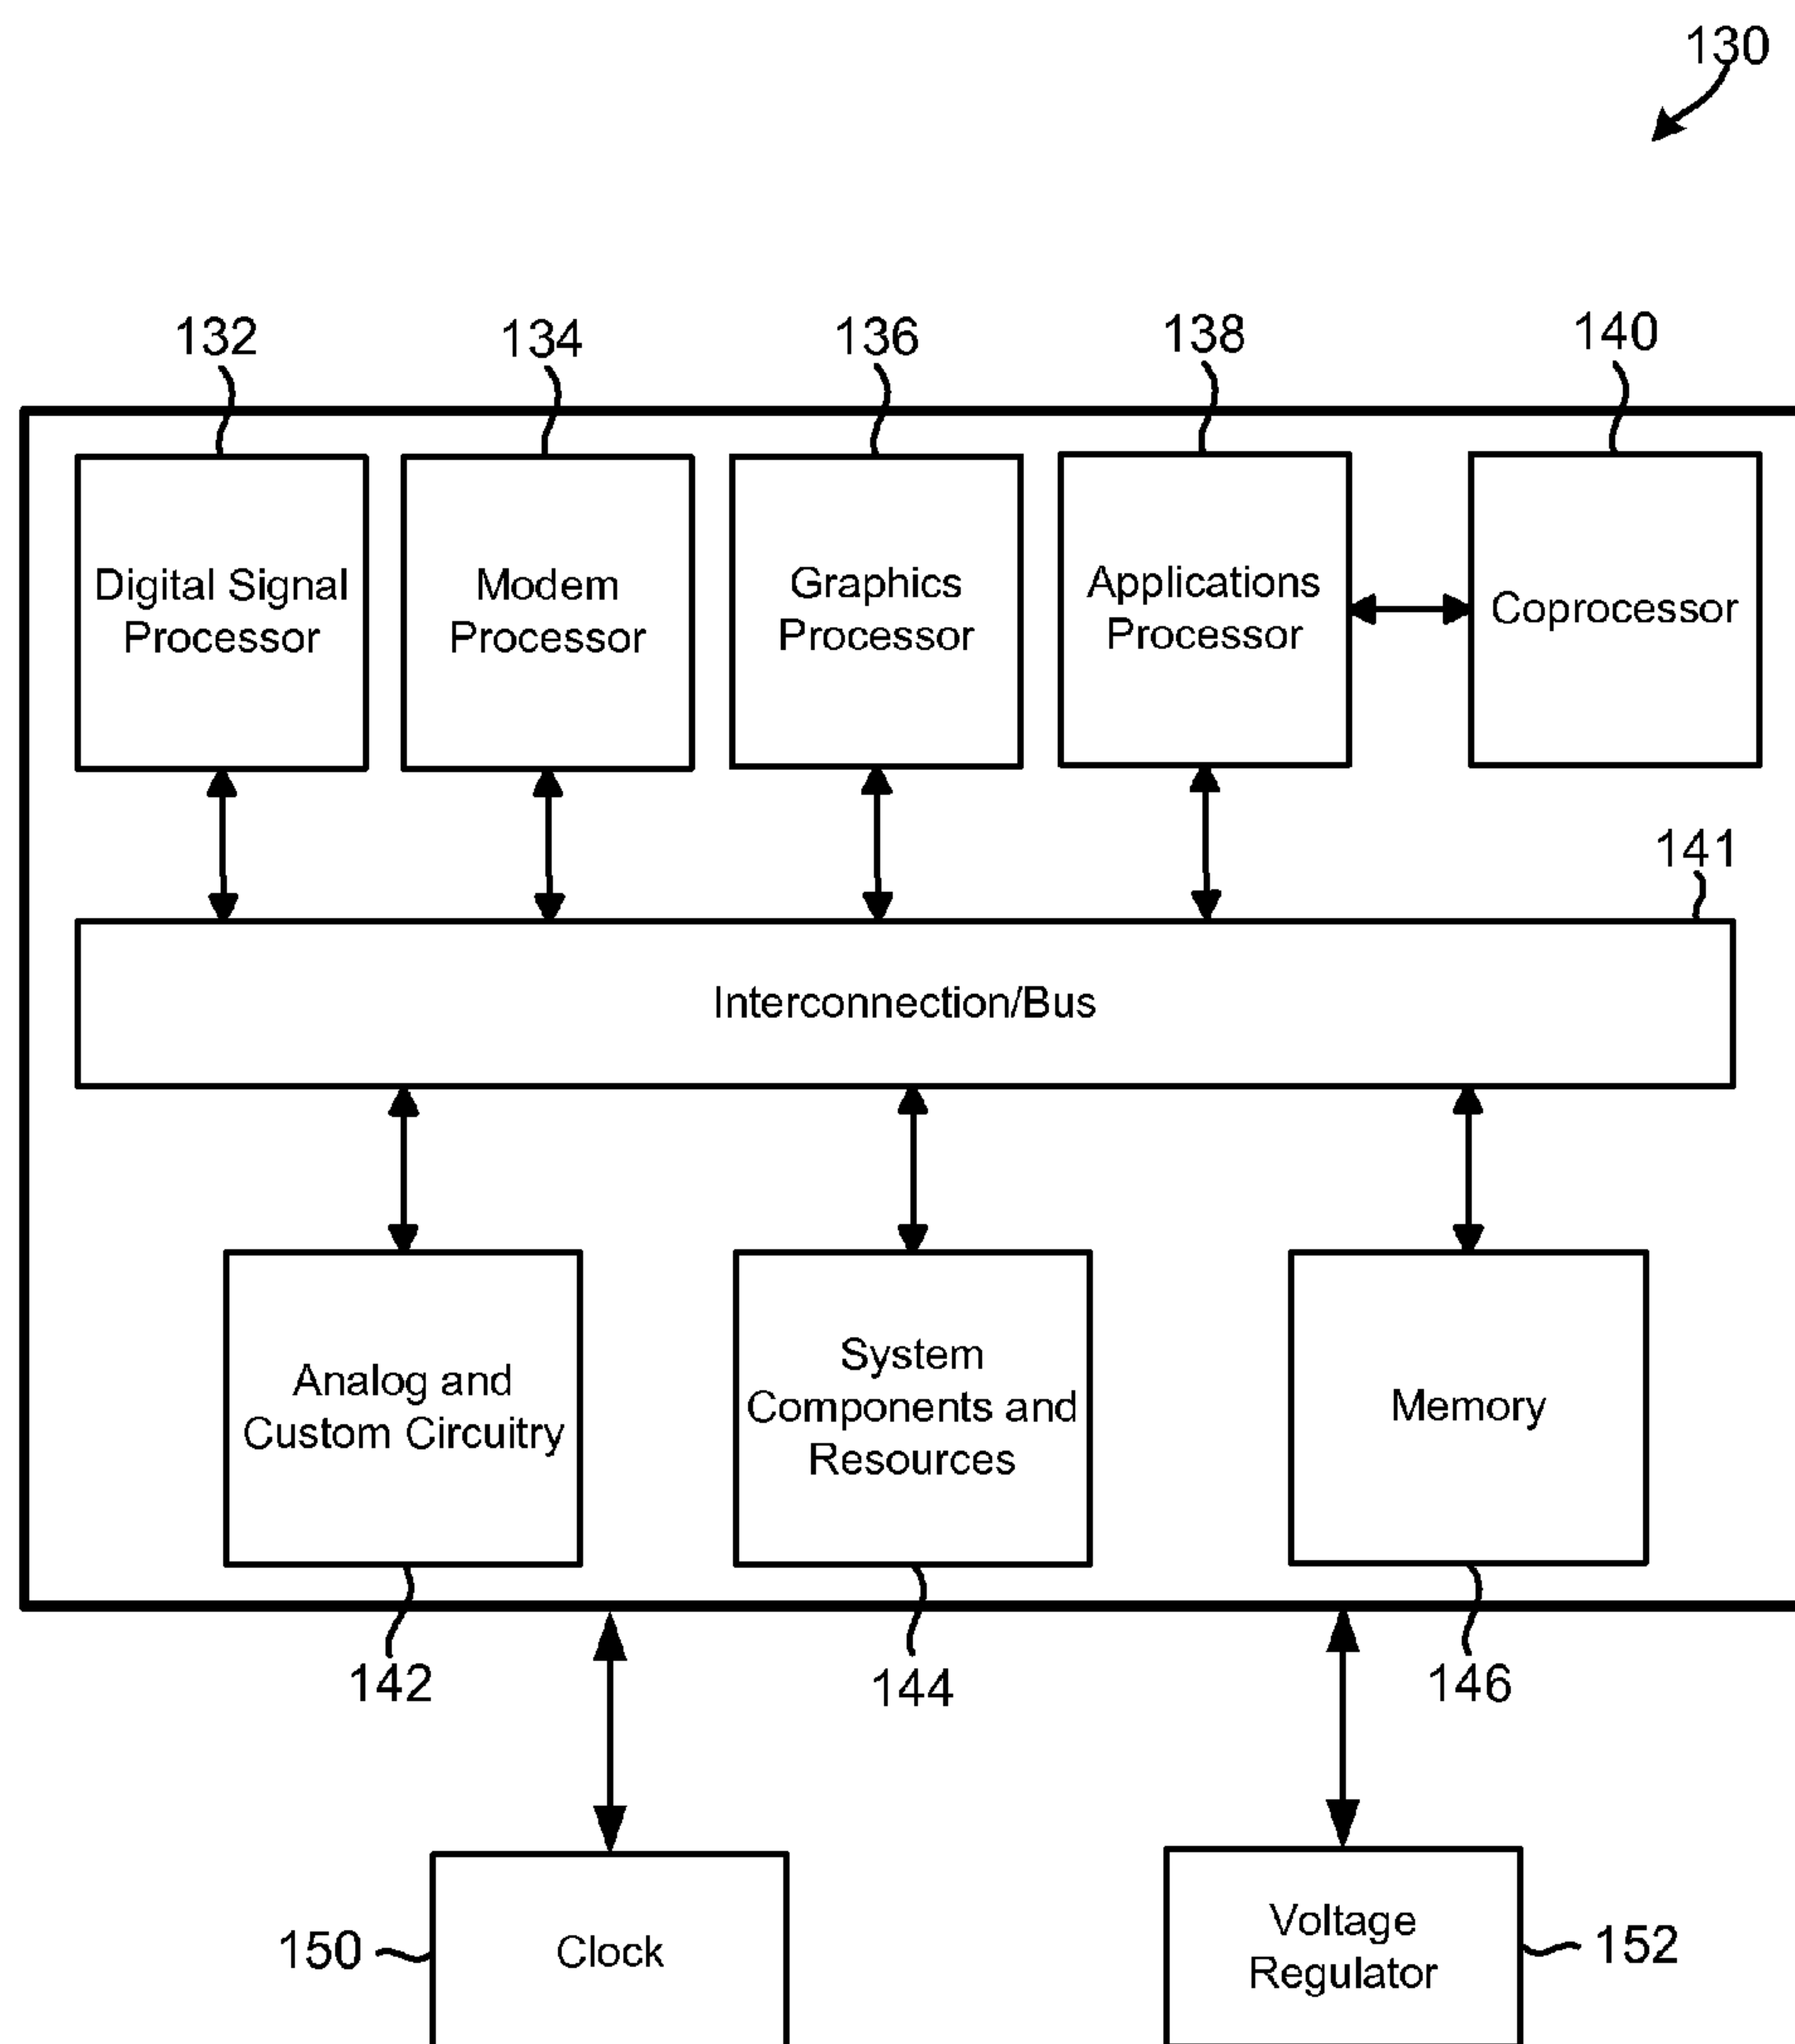 130
132
134
136
138
140
Digital Signal
Processor
Modem
Processor
Graphics
Processor
Applications
Processor
Coprocessor
141
Interconnection/Bus
Analog and
Custom Circuitry
System
Components and
Resources
Memory
142
144
146
150
Clock
Voltage
Regulator
152